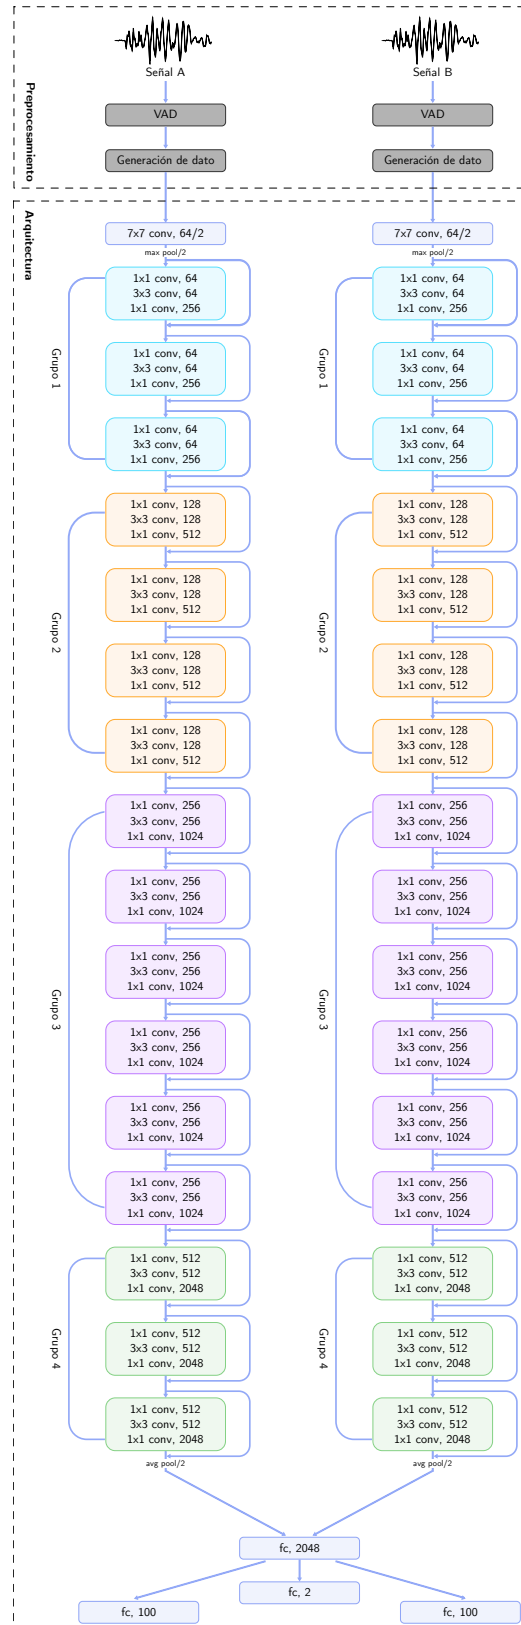 Preprocesamiento
Señal A
Señal B
VAD
VAD
Generación de dato
Generación de dato
Arquitectura
7x7 conv, 64/2
7x7 conv, 64/2
max pool/2
max pool/2
Grupo 1
1x1 conv, 64
3x3 conv, 64
1x1 conv, 256
1x1 conv, 64
3x3 conv, 64
1x1 conv, 256
1x1 conv, 64
3x3 conv, 64
1x1 conv, 256
Grupo 1
1x1 conv, 64
3x3 conv, 64
1x1 conv, 256
1x1 conv, 64
3x3 conv, 64
1x1 conv, 256
1x1 conv, 64
3x3 conv, 64
1x1 conv, 256
Grupo 2
1x1 conv, 128
3x3 conv, 128
1x1 conv, 512
1x1 conv, 128
3x3 conv, 128
1x1 conv, 512
1x1 conv, 128
3x3 conv, 128
1x1 conv, 512
1x1 conv, 128
3x3 conv, 128
1x1 conv, 512
Grupo 2
1x1 conv, 128
3x3 conv, 128
1x1 conv, 512
1x1 conv, 128
3x3 conv, 128
1x1 conv, 512
1x1 conv, 128
3x3 conv, 128
1x1 conv, 512
1x1 conv, 128
3x3 conv, 128
1x1 conv, 512
Grupo 3
1x1 conv, 256
3x3 conv, 256
1x1 conv, 1024
1x1 conv, 256
3x3 conv, 256
1x1 conv, 1024
1x1 conv, 256
3x3 conv, 256
1x1 conv, 1024
1x1 conv, 256
3x3 conv, 256
1x1 conv, 1024
1x1 conv, 256
3x3 conv, 256
1x1 conv, 1024
1x1 conv, 256
3x3 conv, 256
1x1 conv, 1024
Grupo 3
1x1 conv, 256
3x3 conv, 256
1x1 conv, 1024
1x1 conv, 256
3x3 conv, 256
1x1 conv, 1024
1x1 conv, 256
3x3 conv, 256
1x1 conv, 1024
1x1 conv, 256
3x3 conv, 256
1x1 conv, 1024
1x1 conv, 256
3x3 conv, 256
1x1 conv, 1024
1x1 conv, 256
3x3 conv, 256
1x1 conv, 1024
Grupo 4
1x1 conv, 512
3x3 conv, 512
1x1 conv, 2048
1x1 conv, 512
3x3 conv, 512
1x1 conv, 2048
1x1 conv, 512
3x3 conv, 512
1x1 conv, 2048
Grupo 4
1x1 conv, 512
3x3 conv, 512
1x1 conv, 2048
1x1 conv, 512
3x3 conv, 512
1x1 conv, 2048
1x1 conv, 512
3x3 conv, 512
1x1 conv, 2048
avg pool/2
avg pool/2
fc, 2048
fc, 2
fc, 100
fc, 100